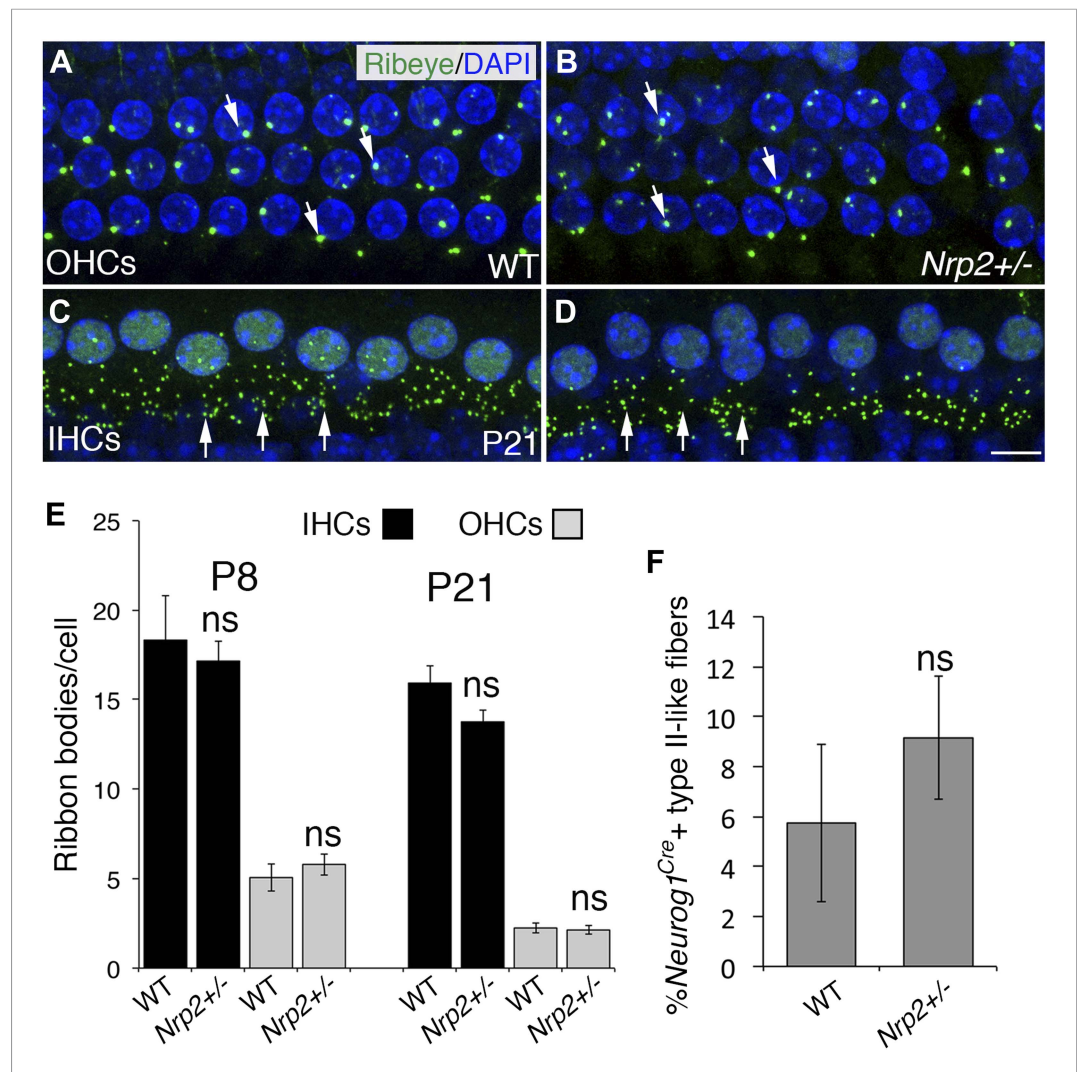 A
Ribeye/DAPI
B
OHCs
WT
Nrp2+/-
C
D
IHCs
P21
E
IHCs
OHCs
P8
P21
Ribbon bodies/cell
25
20
15
10
5
0
ns
ns
ns
ns
WT
Nrp2+/-
WT
Nrp2+/-
WT
Nrp2+/-
WT
Nrp2+/-
F
%Neurog1Cre+ type II-like fibers
14
12
10
8
6
4
2
0
ns
WT
Nrp2+/-